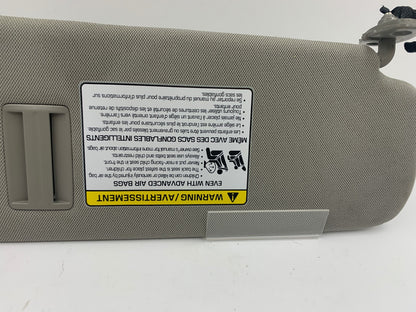 WARNING / AVERTISSEMENT
EVEN WITH ADVANCED AIR BAGS
• Children can be killed or seriously injured by the air bag
• The back seat is the safest place for children
• Never put a rear-facing child seat in the front
• Always use seat belts and child restraints
• See owner's manual for more information about air bags
MÊME AVEC DES SACS GONFLABLES INTELLIGENTS
• Les enfants peuvent être tués ou gravement blessés par le sac gonflable
• Le siège arrière est l'endroit le plus sécuritaire pour les enfants.
• Ne jamais placer à l'avant un siège d'enfant orienté vers l'arrière.
• Toujours utiliser les ceintures de sécurité et les dispositifs de retenue
pour enfants.
• Se reporter au manuel du propriétaire pour plus d'informations sur
les sacs gonflables.